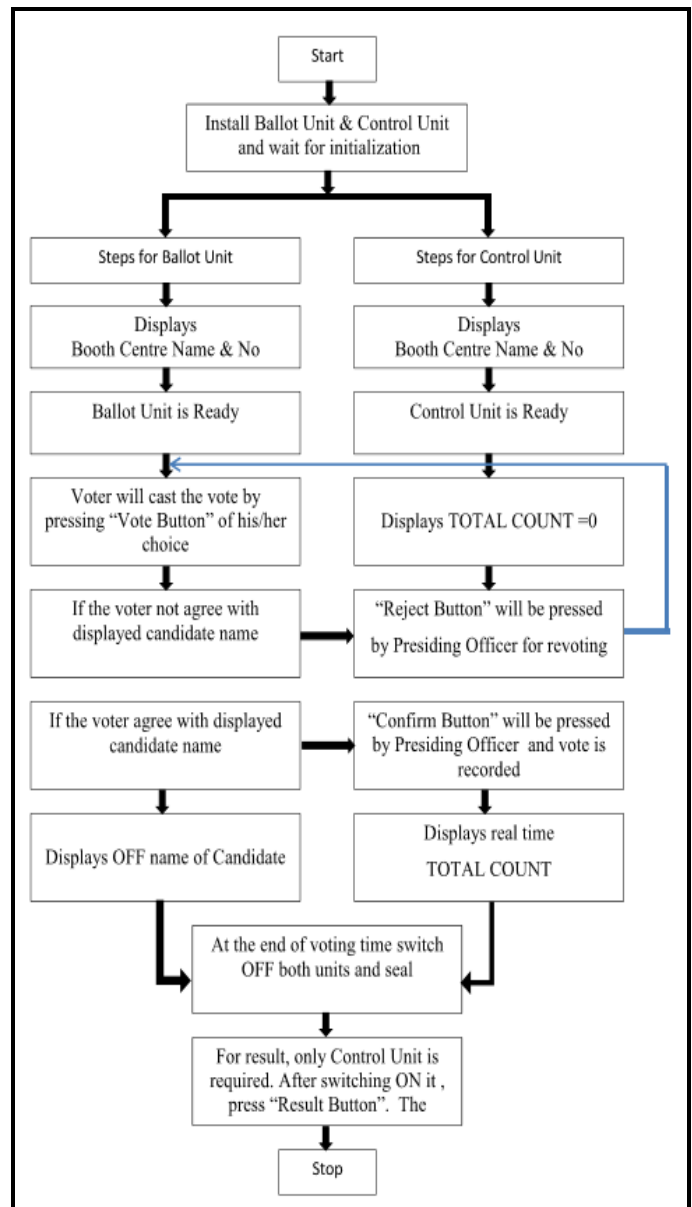 Start
Install Ballot Unit & Control Unit
and wait for initialization
Steps for Ballot Unit
Steps for Control Unit
Displays
Booth Centre Name & No
Displays
Booth Centre Name & No
Ballot Unit is Ready
Control Unit is Ready
Voter will cast the vote by
pressing “Vote Button” of his/her
choice
Displays TOTAL COUNT =0
If the voter not agree with
displayed candidate name
“Reject Button” will be pressed
by Presiding Officer for revoting
If the voter agree with displayed
candidate name
“Confirm Button” will be pressed
by Presiding Officer and vote is
recorded
Displays OFF name of Candidate
Displays real time
TOTAL COUNT
At the end of voting time switch
OFF both units and seal
For result, only Control Unit is
required. After switching ON it ,
press “Result Button”. The
Stop